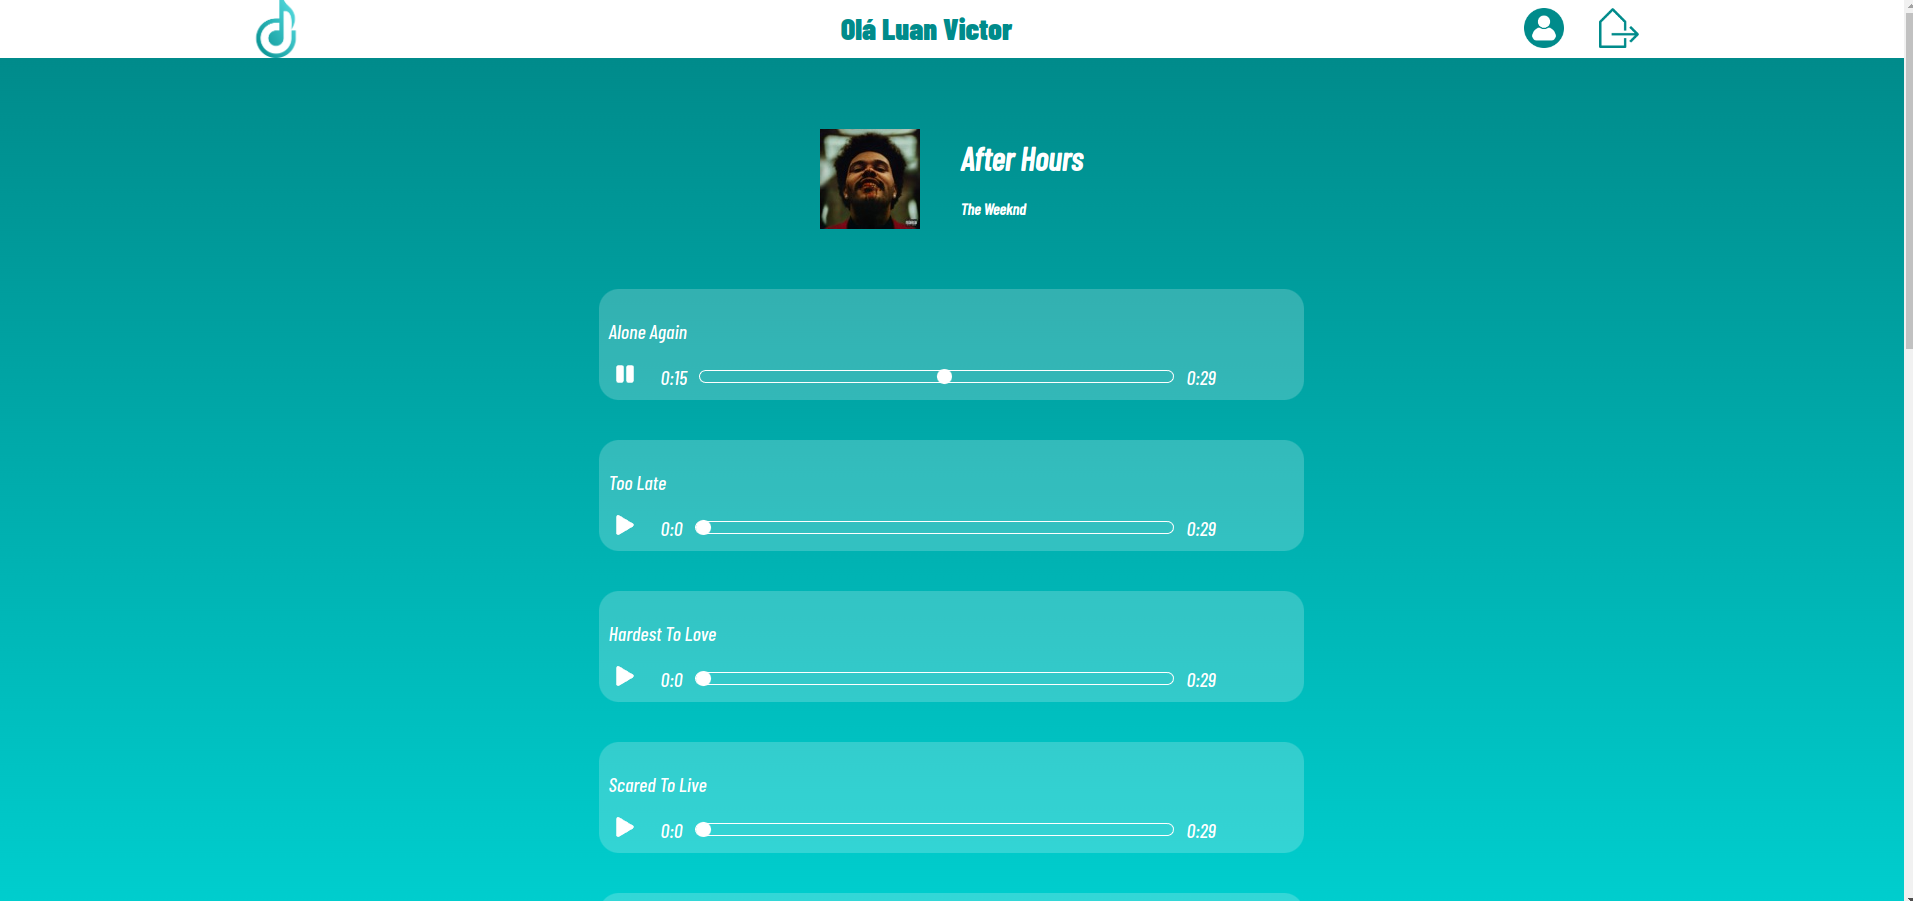 Olá Luan Victor
After Hours
The Weeknd
Alone Again
0:15 0:29
Too Late
0:0 0:29
Hardest To Love
0:0 0:29
Scared To Live
0:0 0:29